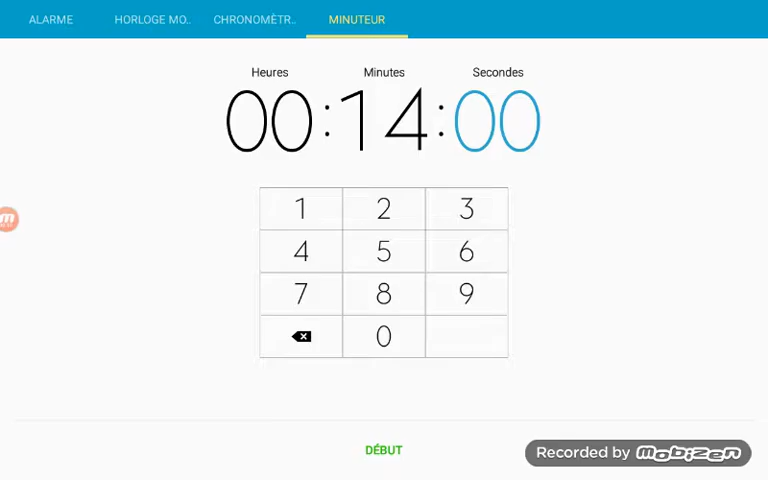 ALARME HORLOGE MO.. CHRONOMÈTR.. MINUTEUR
Heures Minutes Secondes
00:14:00
1 2 3
4 5 6
7 8 9
0
DÉBUT
Recorded by Mobizen